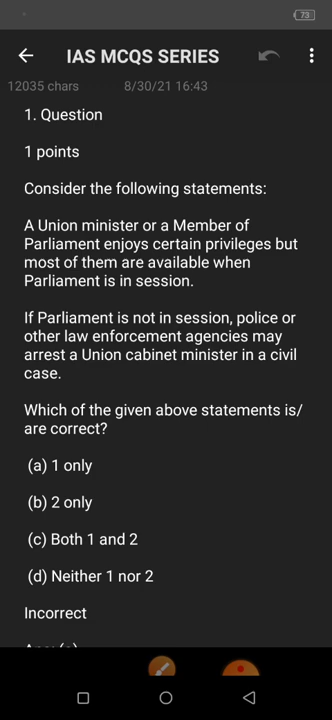 73
IAS MCQS SERIES
12035 chars 8/30/21 16:43
1. Question
1 points
Consider the following statements:
A Union minister or a Member of
Parliament enjoys certain privileges but
most of them are available when
Parliament is in session.
If Parliament is not in session, police or
other law enforcement agencies may
arrest a Union cabinet minister in a civil
case.
Which of the given above statements is/
are correct?
(a) 1 only
(b) 2 only
(c) Both 1 and 2
(d) Neither 1 nor 2
Incorrect